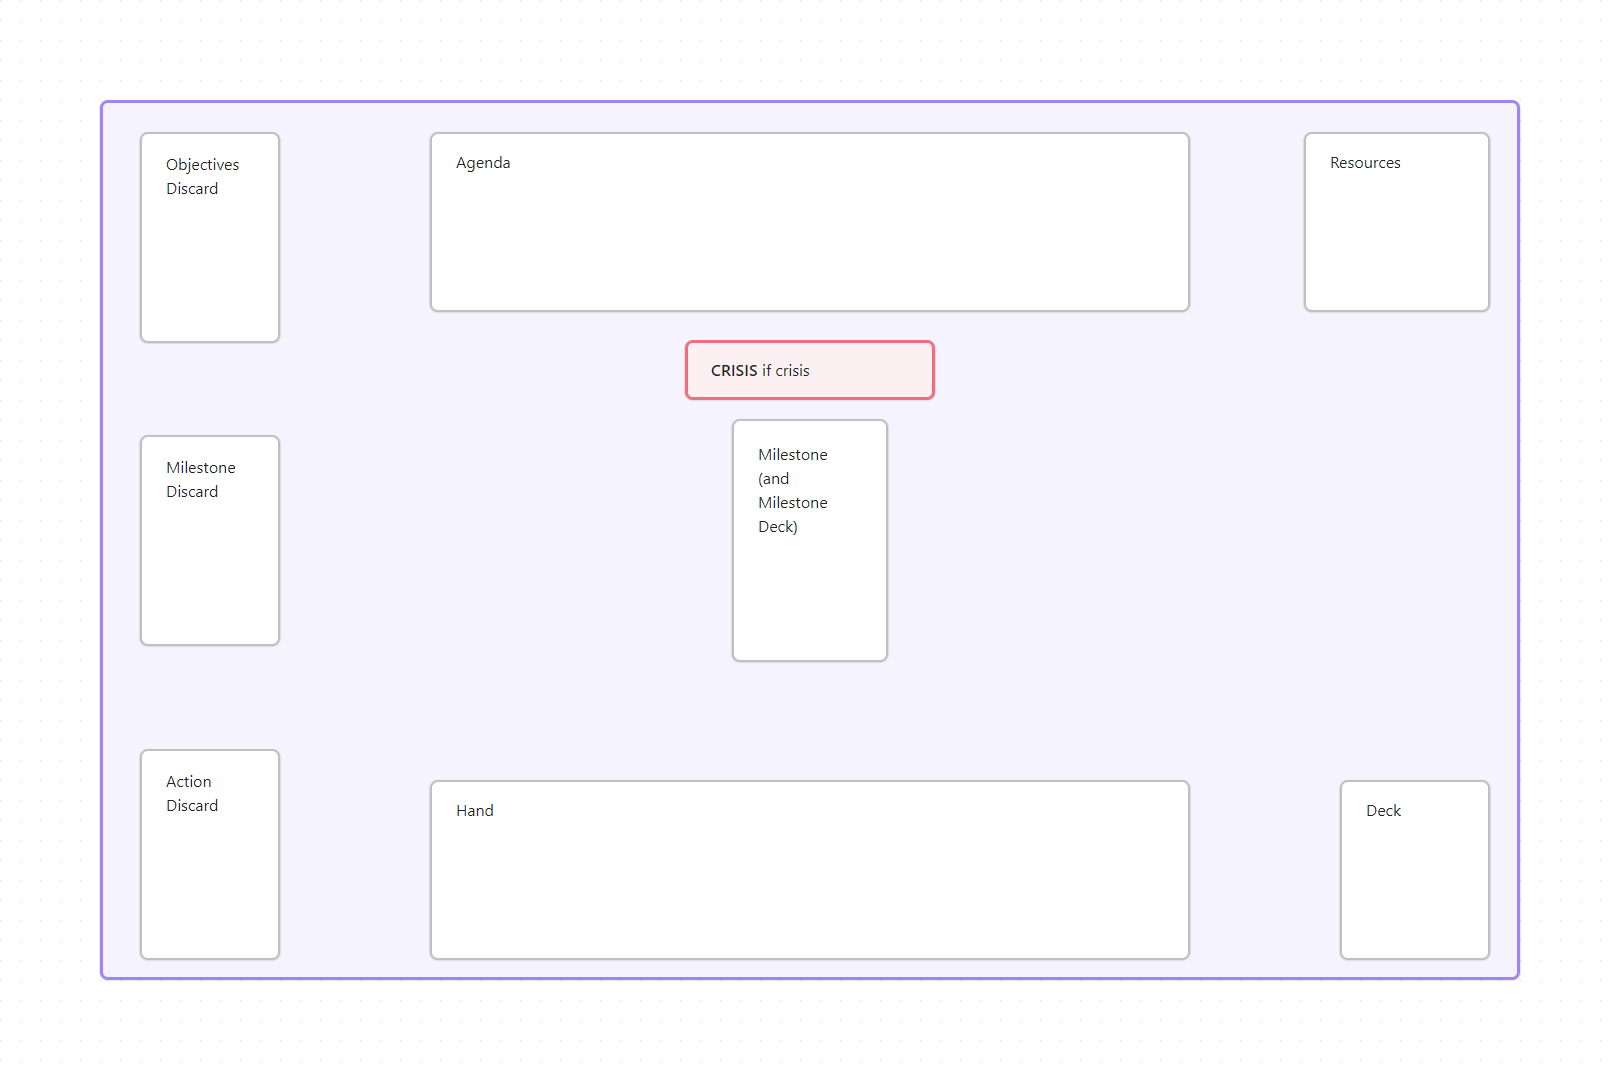 Objectives
Discard
Agenda
Resources
CRISIS if crisis
Milestone
Discard
Milestone
(and
Milestone
Deck)
Action
Discard
Hand
Deck